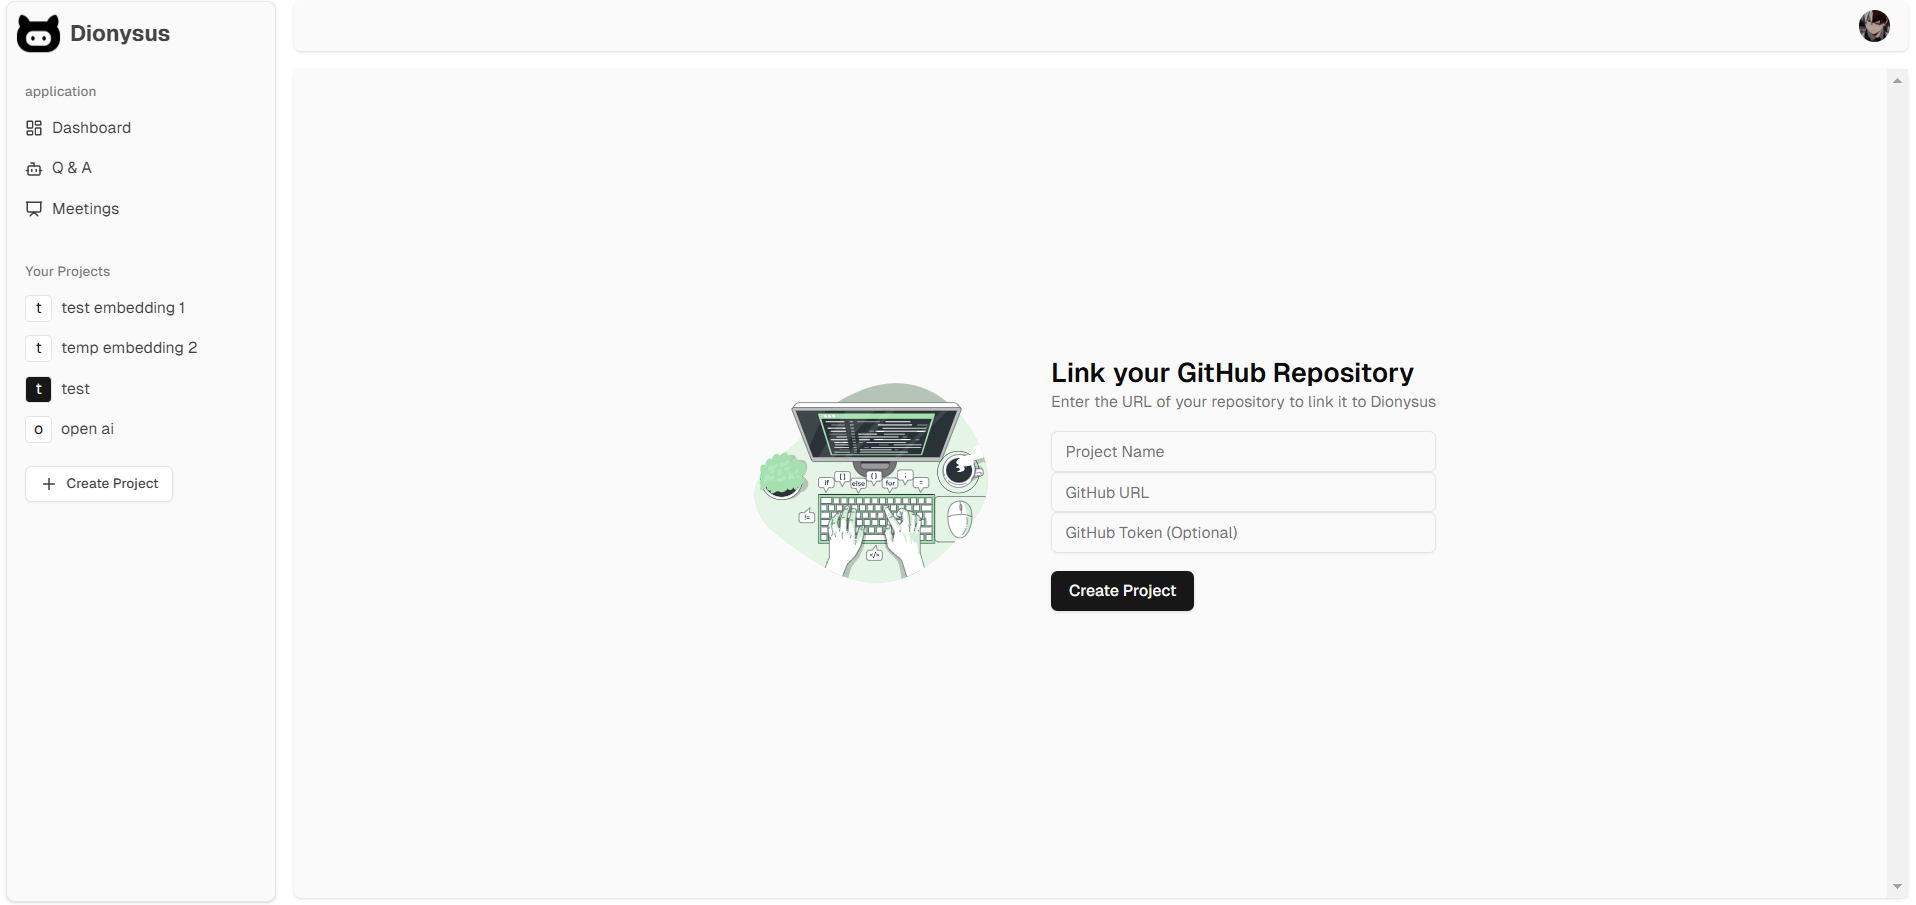 Dionysus
application
Dashboard
Q & A
Meetings
Your Projects
t test embedding 1
t temp embedding 2
t test
o open ai
+ Create Project
Link your GitHub Repository
Enter the URL of your repository to link it to Dionysus
Project Name
GitHub URL
GitHub Token (Optional)
Create Project
if [ ] else { } for ; =
!=
</>